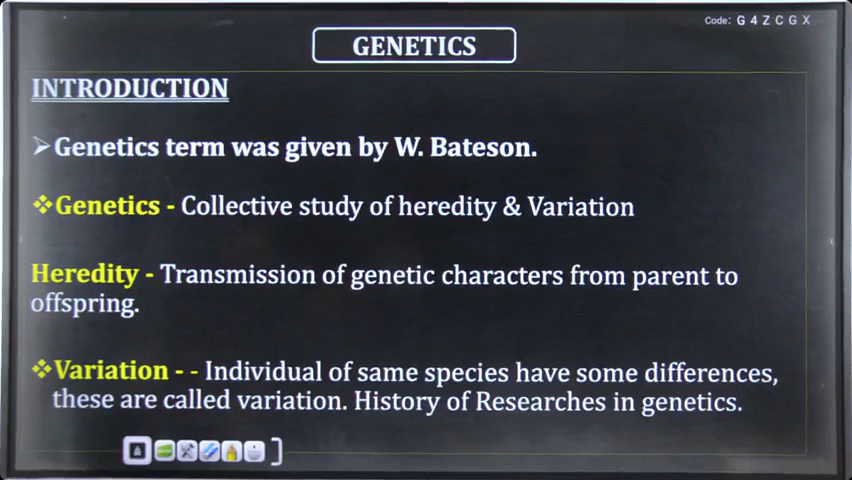 Code: G 4 Z C G X
GENETICS
INTRODUCTION
➢Genetics term was given by W. Bateson.
❖Genetics - Collective study of heredity & Variation
Heredity - Transmission of genetic characters from parent to
offspring.
❖Variation - - Individual of same species have some differences,
these are called variation. History of Researches in genetics.